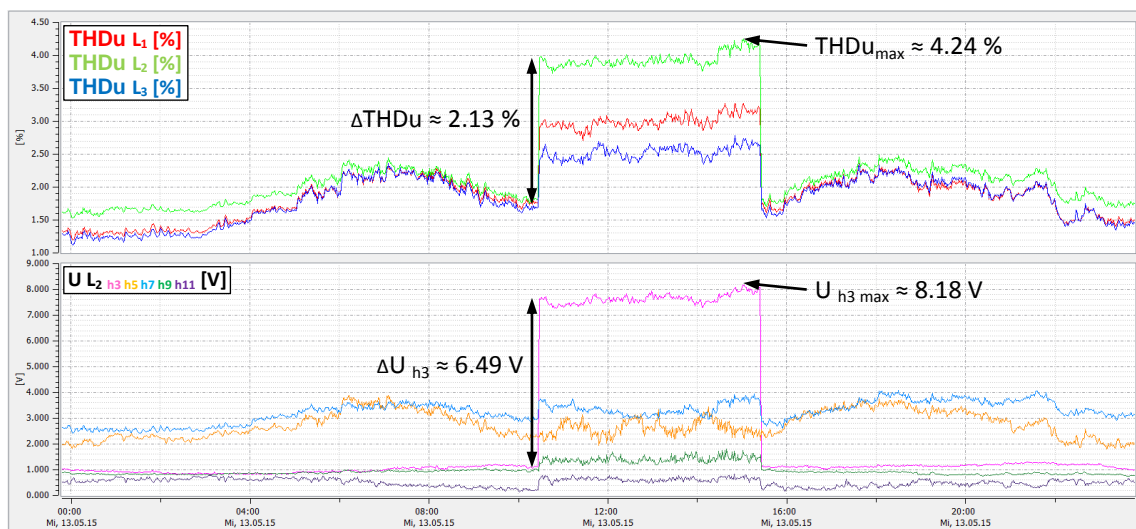 4.50
THDu L₁ [%]
THDu L₂ [%]
THDu L₃ [%]
THDuₘₐₓ ≈ 4.24 %
4.00
3.50
ΔTHDu ≈ 2.13 %
3.00
[%]
2.50
2.00
1.50
1.00
9.000
U L₂ h3 h5 h7 h9 h11 [V]
U h3 max ≈ 8.18 V
8.000
7.000
6.000
ΔU h3 ≈ 6.49 V
5.000
[V]
4.000
3.000
2.000
1.000
0.000
00:00 04:00 08:00 12:00 16:00 20:00
Mi, 13.05.15 Mi, 13.05.15 Mi, 13.05.15 Mi, 13.05.15 Mi, 13.05.15 Mi, 13.05.15